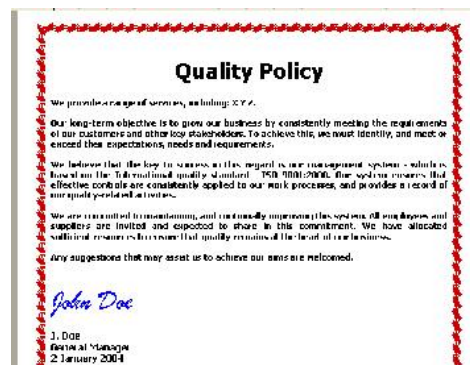 Quality Policy
We provide a range of services, including: X Y Z.
Our long-term objective is to grow our business by consistently meeting the requirements
of our customers and other key stakeholders. To achieve this, we must identify, and meet or
exceed their expectations, needs and requirements.
We believe that the key to success in this regard is our management system - which is
based on the International quality standard ISO 9001:2000. Our system ensures that
effective controls are consistently applied to our work processes, and provides a record of
our quality-related activities.
We are committed to maintaining, and continually improving this system. All employees and
suppliers are invited and expected to share in this commitment. We have allocated
sufficient resources to ensure that quality remains at the heart of our business.
Any suggestions that may assist us to achieve our aims are welcomed.
John Doe
J. Doe
General Manager
2 January 2004